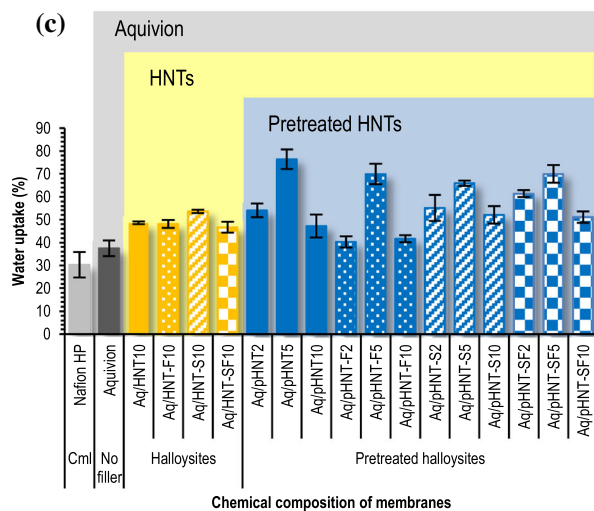 (c)
Aquivion
HNTs
Pretreated HNTs
Water uptake (%)
90
80
70
60
50
40
30
20
10
0
Nafion HP
Aquivion
Aq/HNT10
Aq/HNT-F10
Aq/HNT-S10
Aq/HNT-SF10
Aq/pHNT2
Aq/pHNT5
Aq/pHNT10
Aq/pHNT-F2
Aq/pHNT-F5
Aq/pHNT-F10
Aq/pHNT-S2
Aq/pHNT-S5
Aq/pHNT-S10
Aq/pHNT-SF2
Aq/pHNT-SF5
Aq/pHNT-SF10
Cml
No
filler
Halloysites
Pretreated halloysites
Chemical composition of membranes